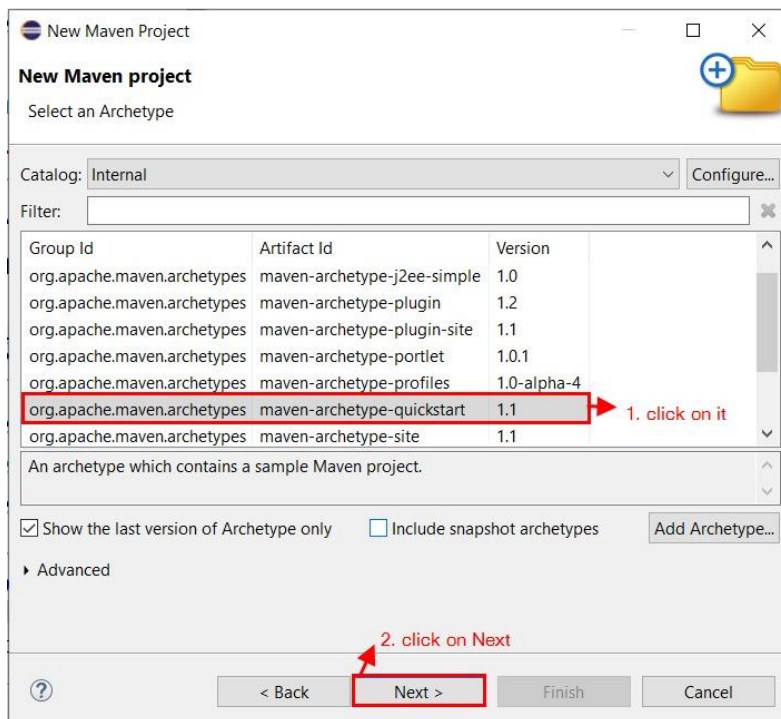 New Maven Project
New Maven project
Select an Archetype
Catalog: Internal Configure...
Filter:
Group Id Artifact Id Version
org.apache.maven.archetypes maven-archetype-j2ee-simple 1.0
org.apache.maven.archetypes maven-archetype-plugin 1.2
org.apache.maven.archetypes maven-archetype-plugin-site 1.1
org.apache.maven.archetypes maven-archetype-portlet 1.0.1
org.apache.maven.archetypes maven-archetype-profiles 1.0-alpha-4
org.apache.maven.archetypes maven-archetype-quickstart 1.1 1. click on it
org.apache.maven.archetypes maven-archetype-site 1.1
An archetype which contains a sample Maven project.
Show the last version of Archetype only Include snapshot archetypes Add Archetype...
Advanced
2. click on Next
? < Back Next > Finish Cancel